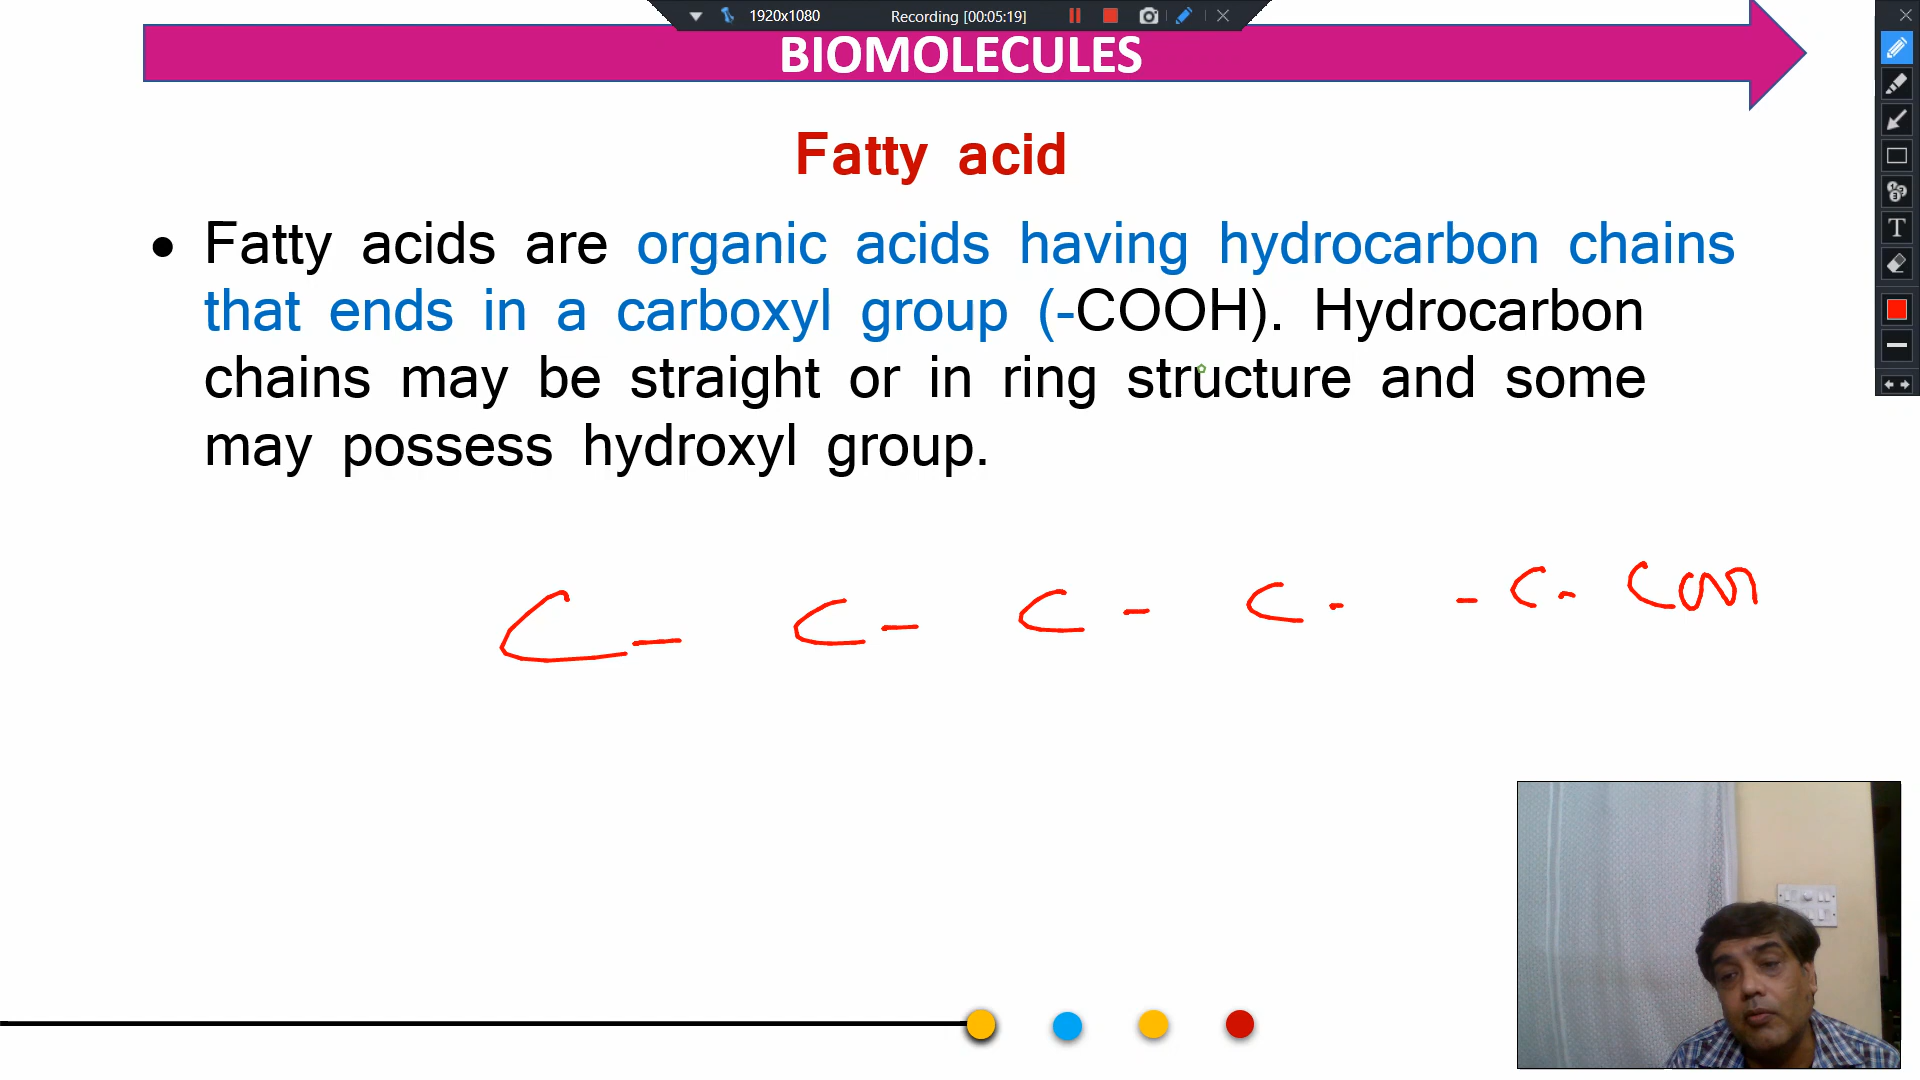 1920x1080 Recording [00:05:19]
BIOMOLECULES
Fatty acid
• Fatty acids are organic acids having hydrocarbon chains
that ends in a carboxyl group (-COOH). Hydrocarbon
chains may be straight or in ring structure and some
may possess hydroxyl group.
C - C - C - C - - C - COOH
T